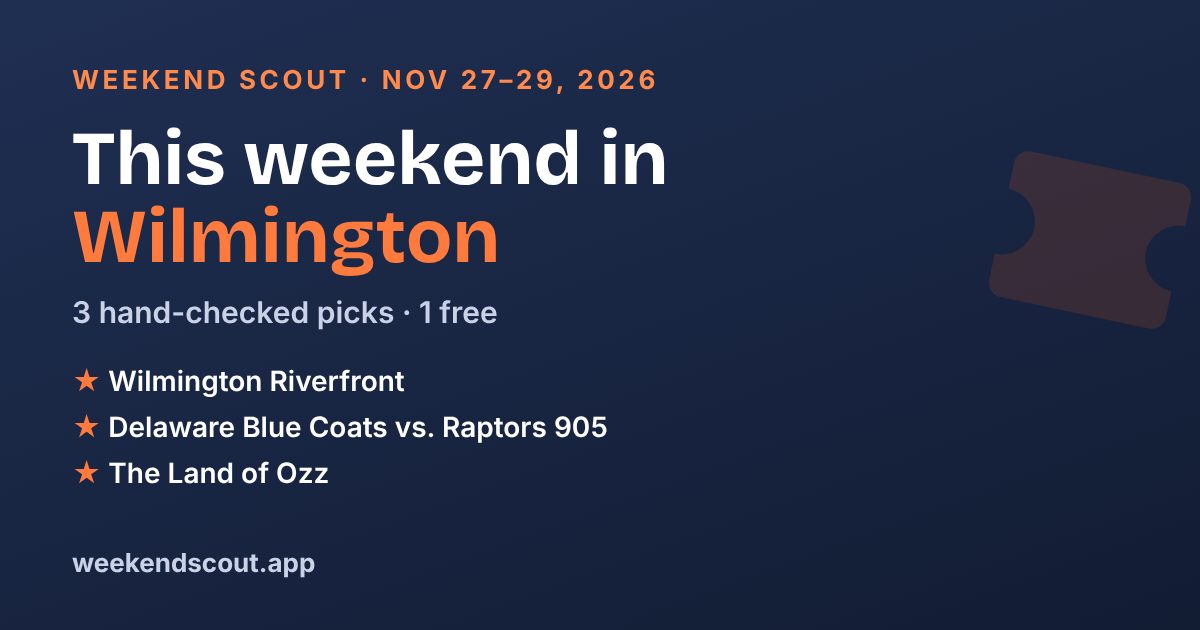 WEEKEND SCOUT · NOV 27–29, 2026
This weekend in
Wilmington
3 hand-checked picks · 1 free
★ Wilmington Riverfront
★ Delaware Blue Coats vs. Raptors 905
★ The Land of Ozz
weekendscout.app